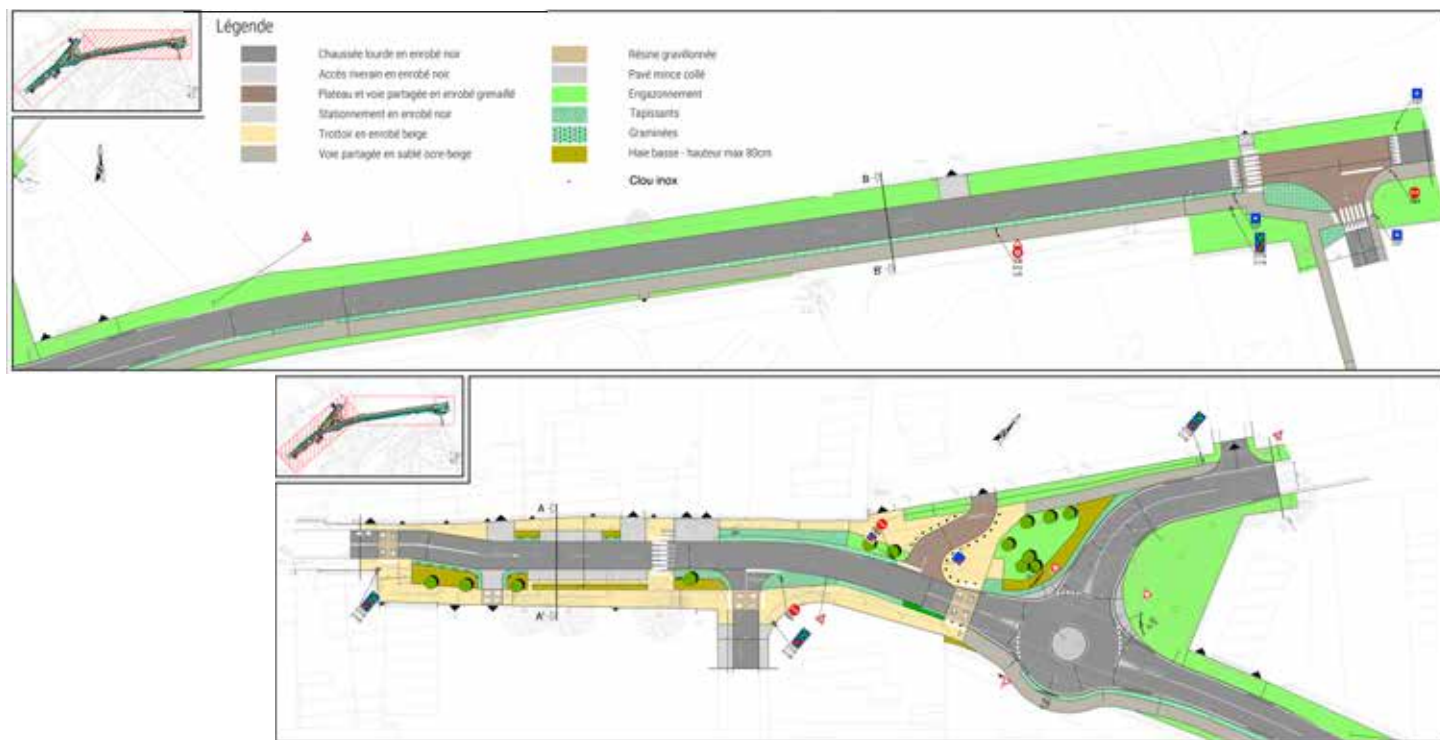 Légende
Chaussée lourde en enrobé noir
Accès riverain en enrobé noir
Plateau et voie partagée en enrobé grenaillé
Stationnement en enrobé noir
Trottoir en enrobé beige
Voie partagée en sablé ocre-beige
Résine gravillonnée
Pavé mince collé
Engazonnement
Tapissants
Graminées
Haie basse - hauteur max 80cm
Clou inox
B
B'
A
A'